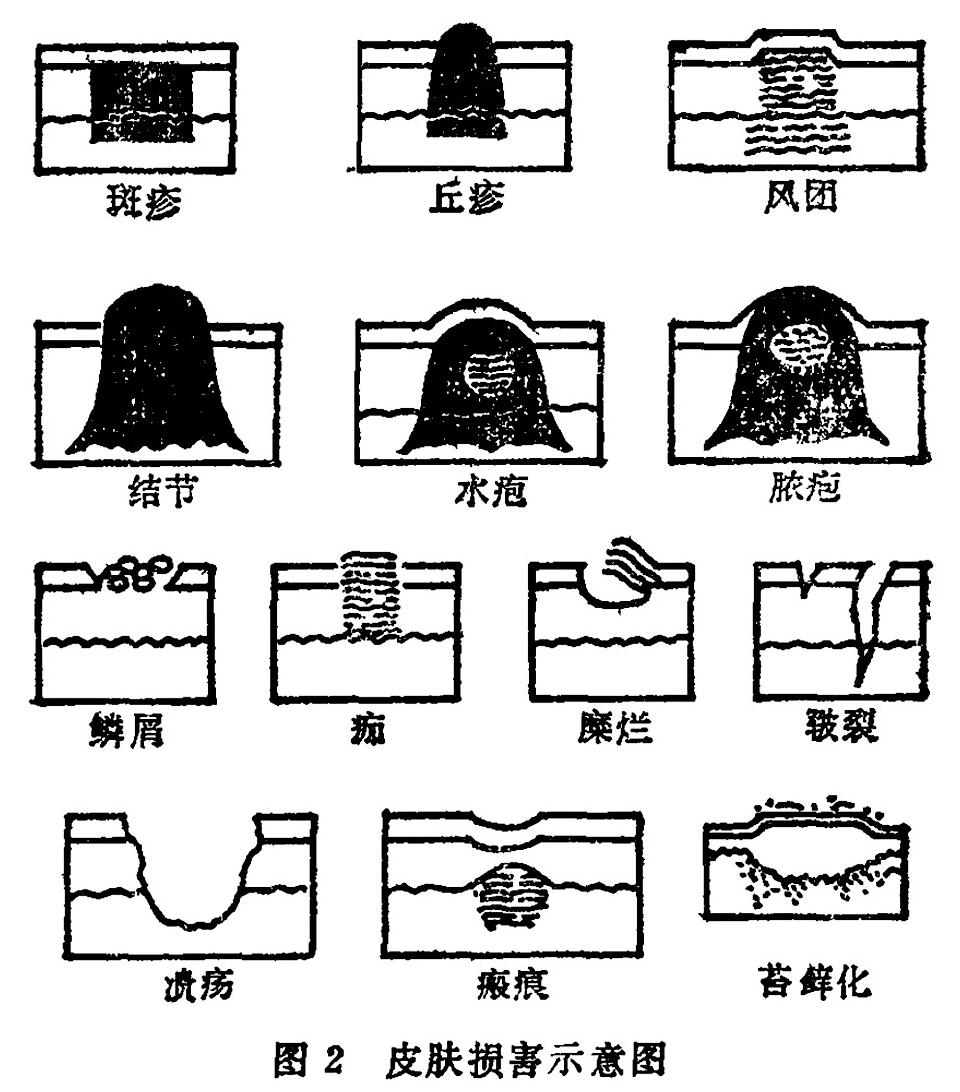 斑疹 丘疹 风团
结节 水疱 脓疱
鳞屑 痂 糜烂 皲裂
溃疡 瘢痕 苔鲜化
图 2 皮肤损害示意图